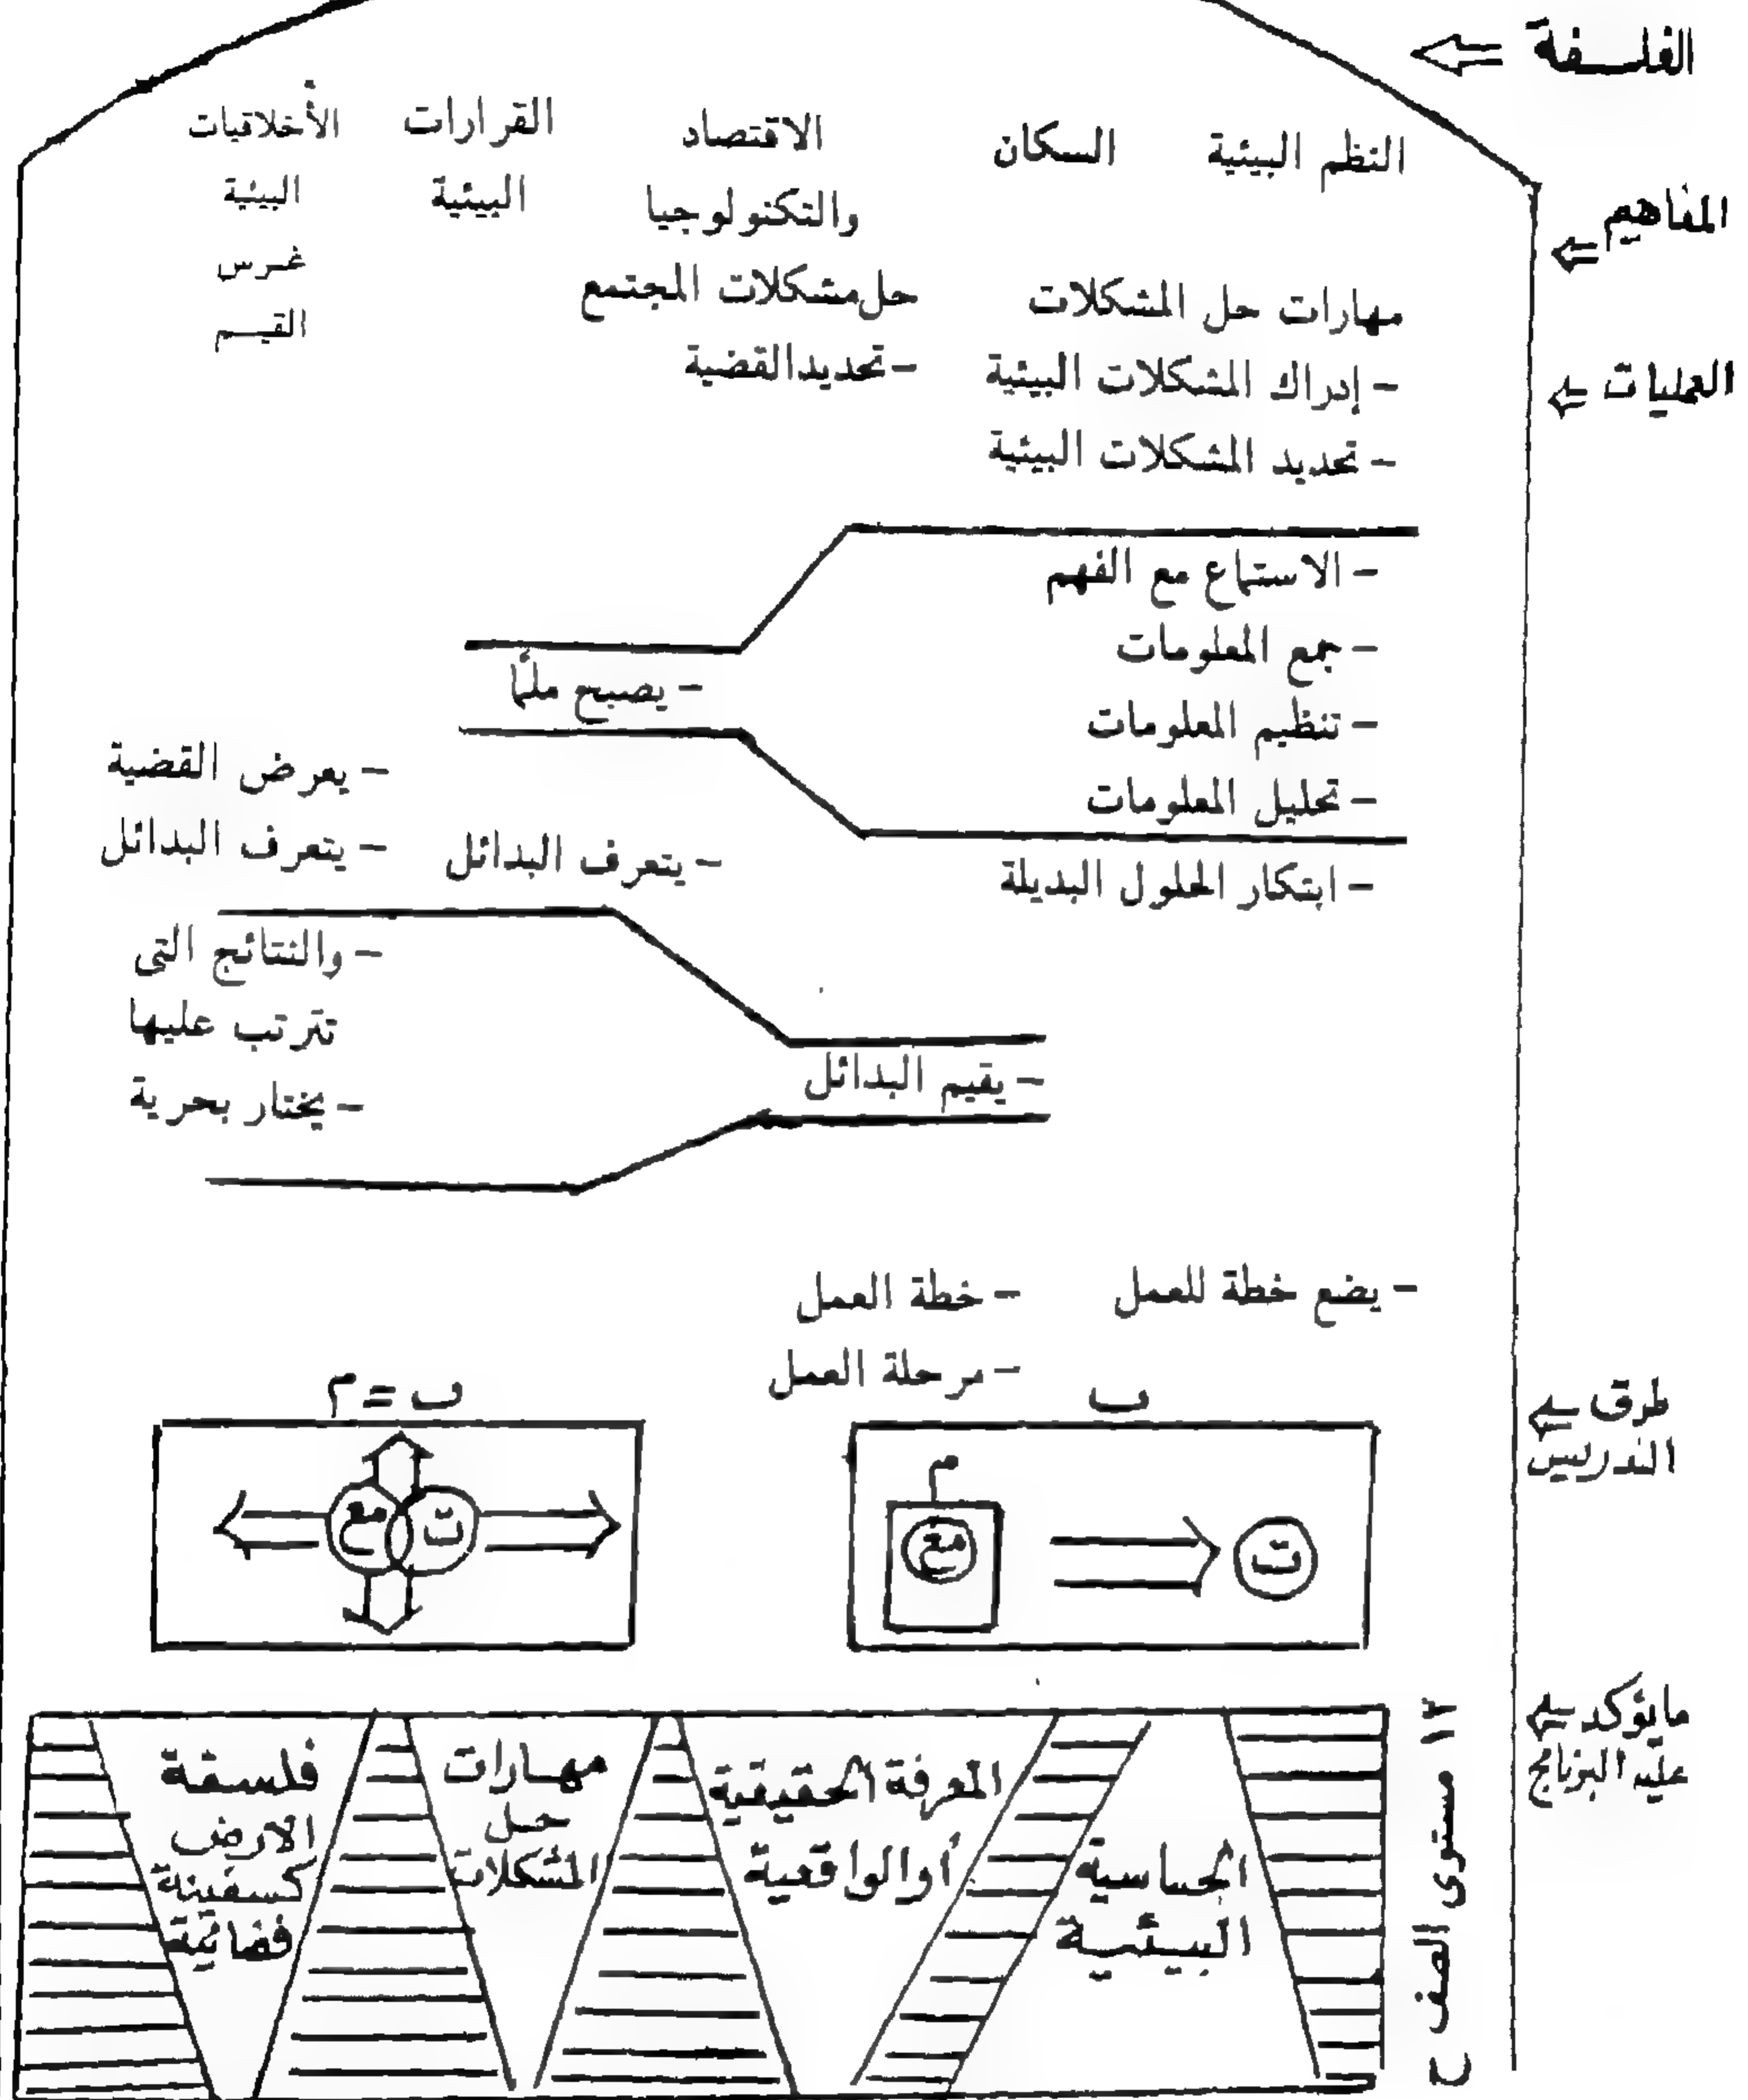 الفلسفة
النظم البيئية
السكان
الاقتصاد
والتكنولوجيا
القرارات
البيئية
الأخلاقيات
البيئية
غرس
القيم
المفاهيم
مهارات حل المشكلات
- إدراك المشكلات البيئية
- تحديد المشكلات البيئية
حل مشكلات المجتمع
- تحديد القضية
العمليات
- الاستماع مع الفهم
- جمع المعلومات
- تنظيم المعلومات
- تحليل المعلومات
- يصبح ملمًا
- ابتكار الحلول البديلة
- يتعرف البدائل
- يعرض القضية
- يتعرف البدائل
- والنتائج التى
تترتب عليها
- يختار بحرية
- يقيم البدائل
- يضع خطة للعمل
- خطة العمل
- مرحلة العمل
طرق
التدريس
ب
م
مع
ت
ب = م
ت
مع
مايؤكد
عليه البرنامج
١٢ مستوى الصف ح
الحساسية
البيئية
المعرفة الحقيقية
أو الواقعية
مهارات
حل
المشكلات
فلسفة
الارض
كسفينة
فضائية